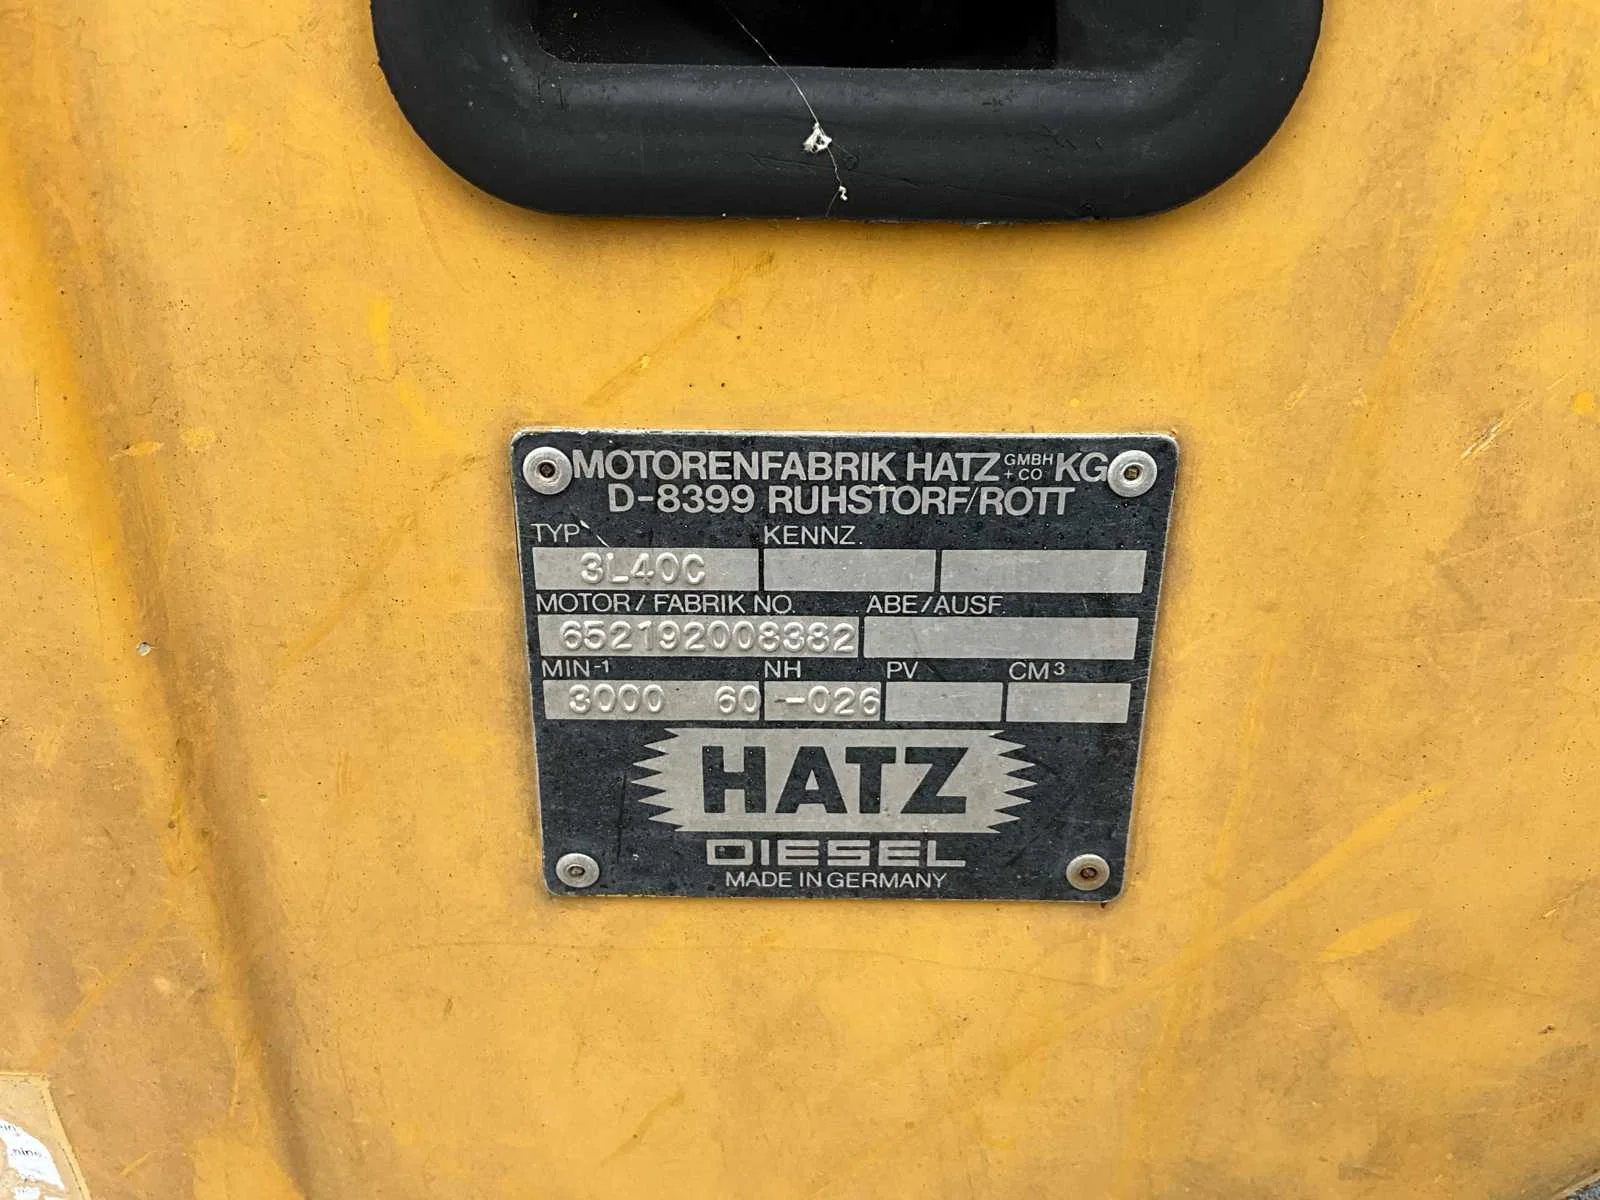 MOTORENFABRIK HATZ GMBH + CO KG
D-8399 RUHSTORF/ROTT
TYP KENNZ.
3L40C
MOTOR/FABRIK NO. ABE/AUSF.
652192008382
MIN-1 NH PV CM3
3000 60 -026
HATZ
DIESEL
MADE IN GERMANY